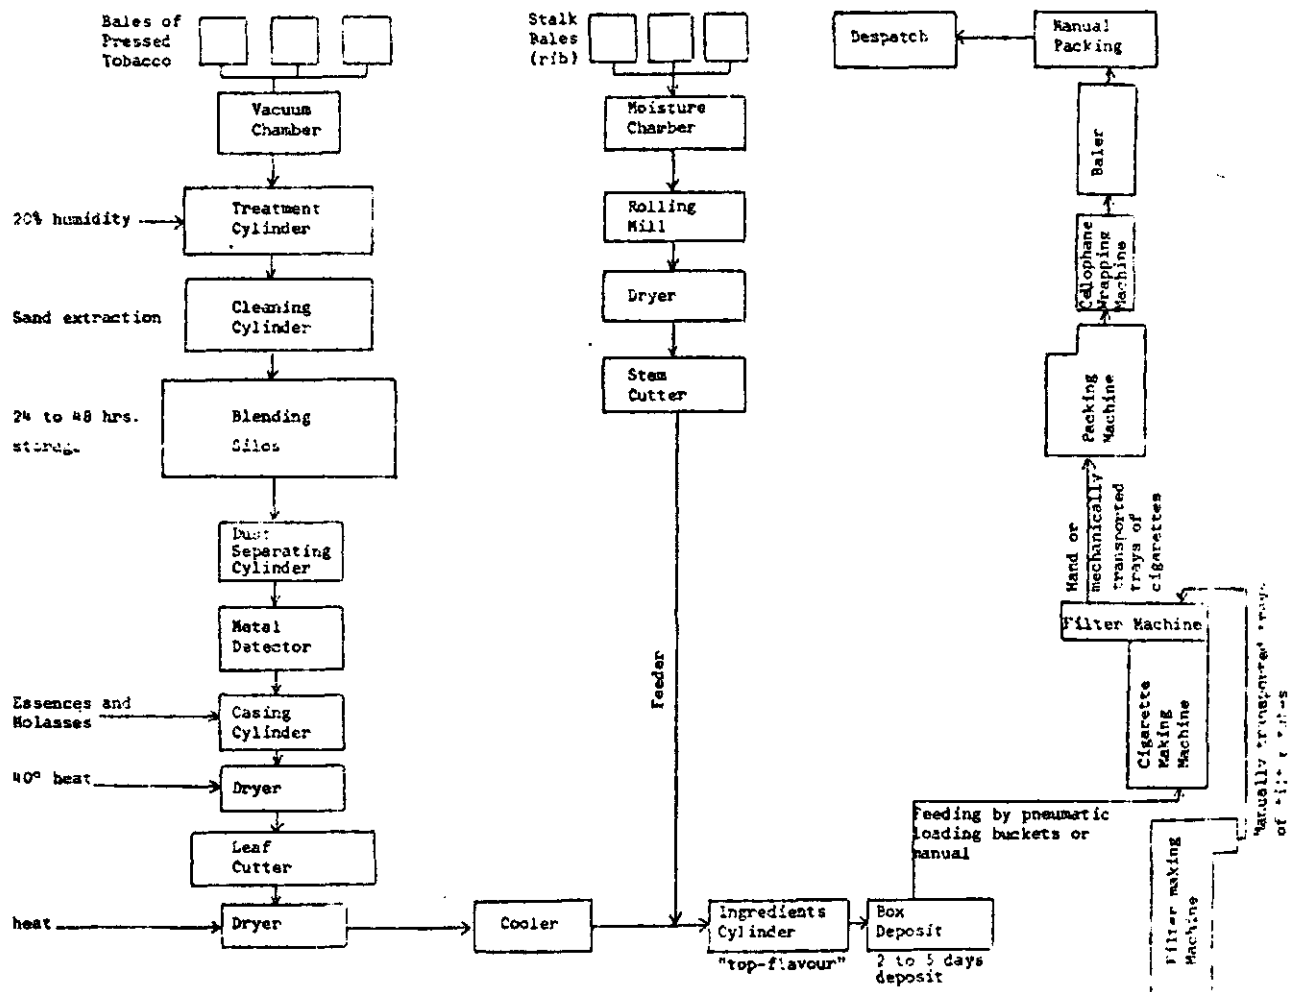 Bales of
Pressed
Tobacco
Vacuum
Chamber
20% humidity
Treatment
Cylinder
Sand extraction
Cleaning
Cylinder
24 to 48 hrs.
storage
Blending
Silos
Dust
Separating
Cylinder
Metal
Detector
Essences and
Molasses
Casing
Cylinder
40° heat
Dryer
Leaf
Cutter
heat
Dryer
Cooler
Stalk
Bales
(rib)
Moisture
Chamber
Rolling
Mill
Dryer
Stem
Cutter
Feeder
Ingredients
Cylinder
"top-flavour"
Box
Deposit
2 to 5 days
deposit
Feeding by pneumatic
loading buckets or
manual
Cigarette
Making
Machine
Filter Machine
Filter making
Machine
Manually transported trays
of
Hand or
mechanically
transported
trays of
cigarettes
Packing
Machine
Cellophane
Wrapping
Machine
Baler
Manual
Packing
Despatch